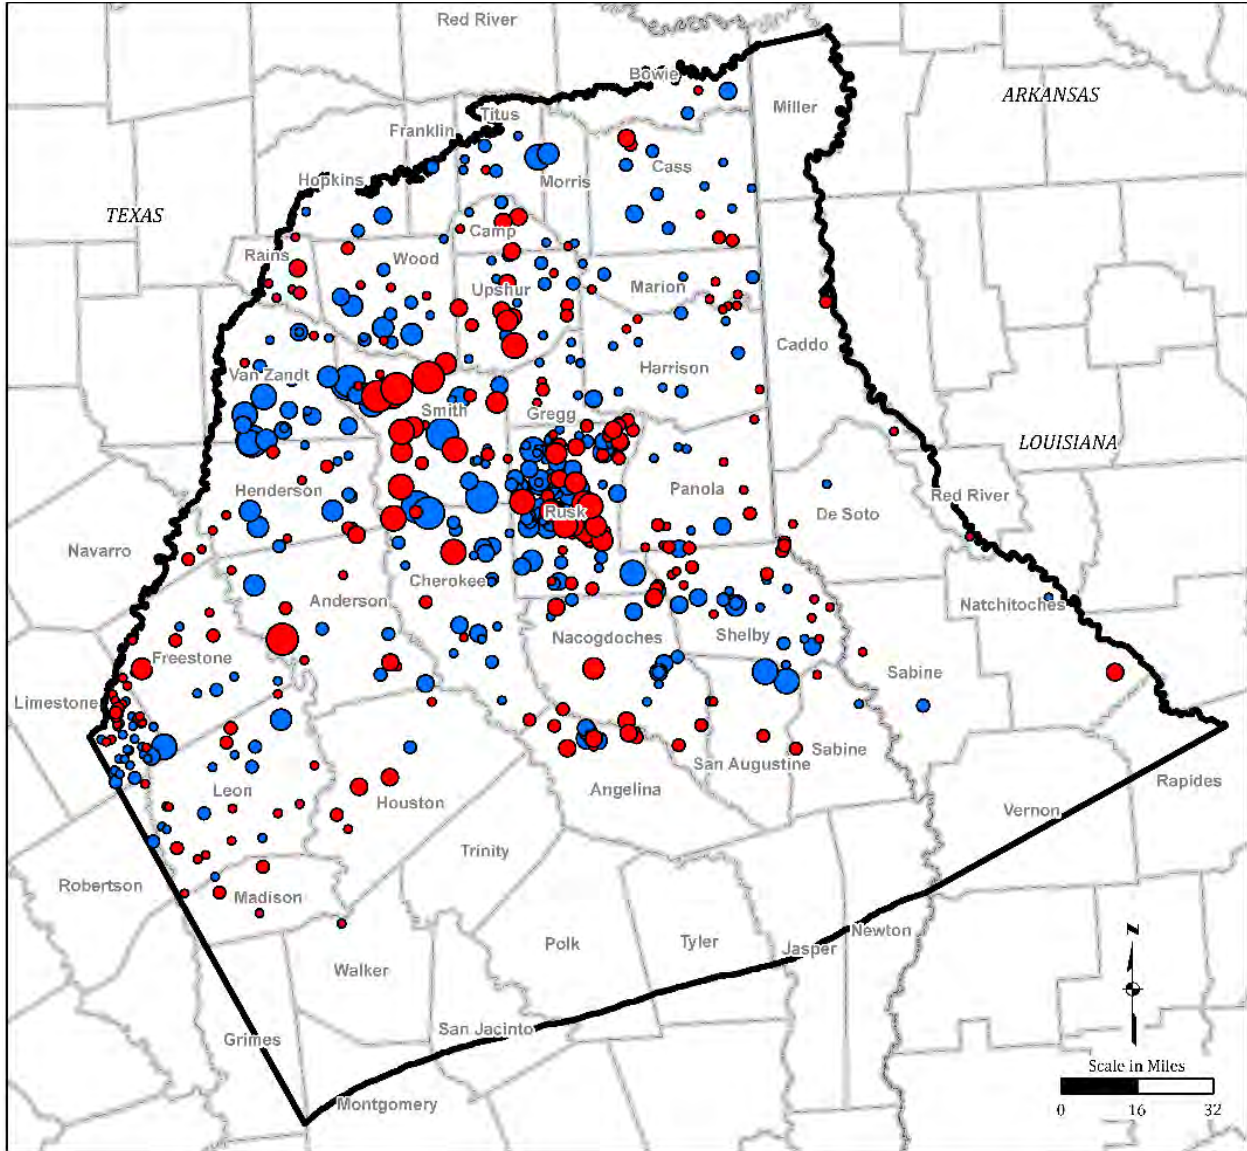 Red River
Bowie
ARKANSAS
Miller
Titus
Franklin
Hopkins
Morris
Cass
TEXAS
Camp
Rains
Wood
Upshur
Marion
Caddo
Van Zandt
Harrison
Smith
Gregg
LOUISIANA
Henderson
Panola
Red River
Rusk
De Soto
Navarro
Cherokee
Anderson
Natchitoches
Nacogdoches
Shelby
Freestone
Sabine
Limestone
Sabine
San Augustine
Leon
Houston
Angelina
Rapides
Vernon
Trinity
Robertson
Madison
Newton
Polk
Tyler
Jasper
Walker
N
San Jacinto
Grimes
Scale in Miles
Montgomery
0 16 32